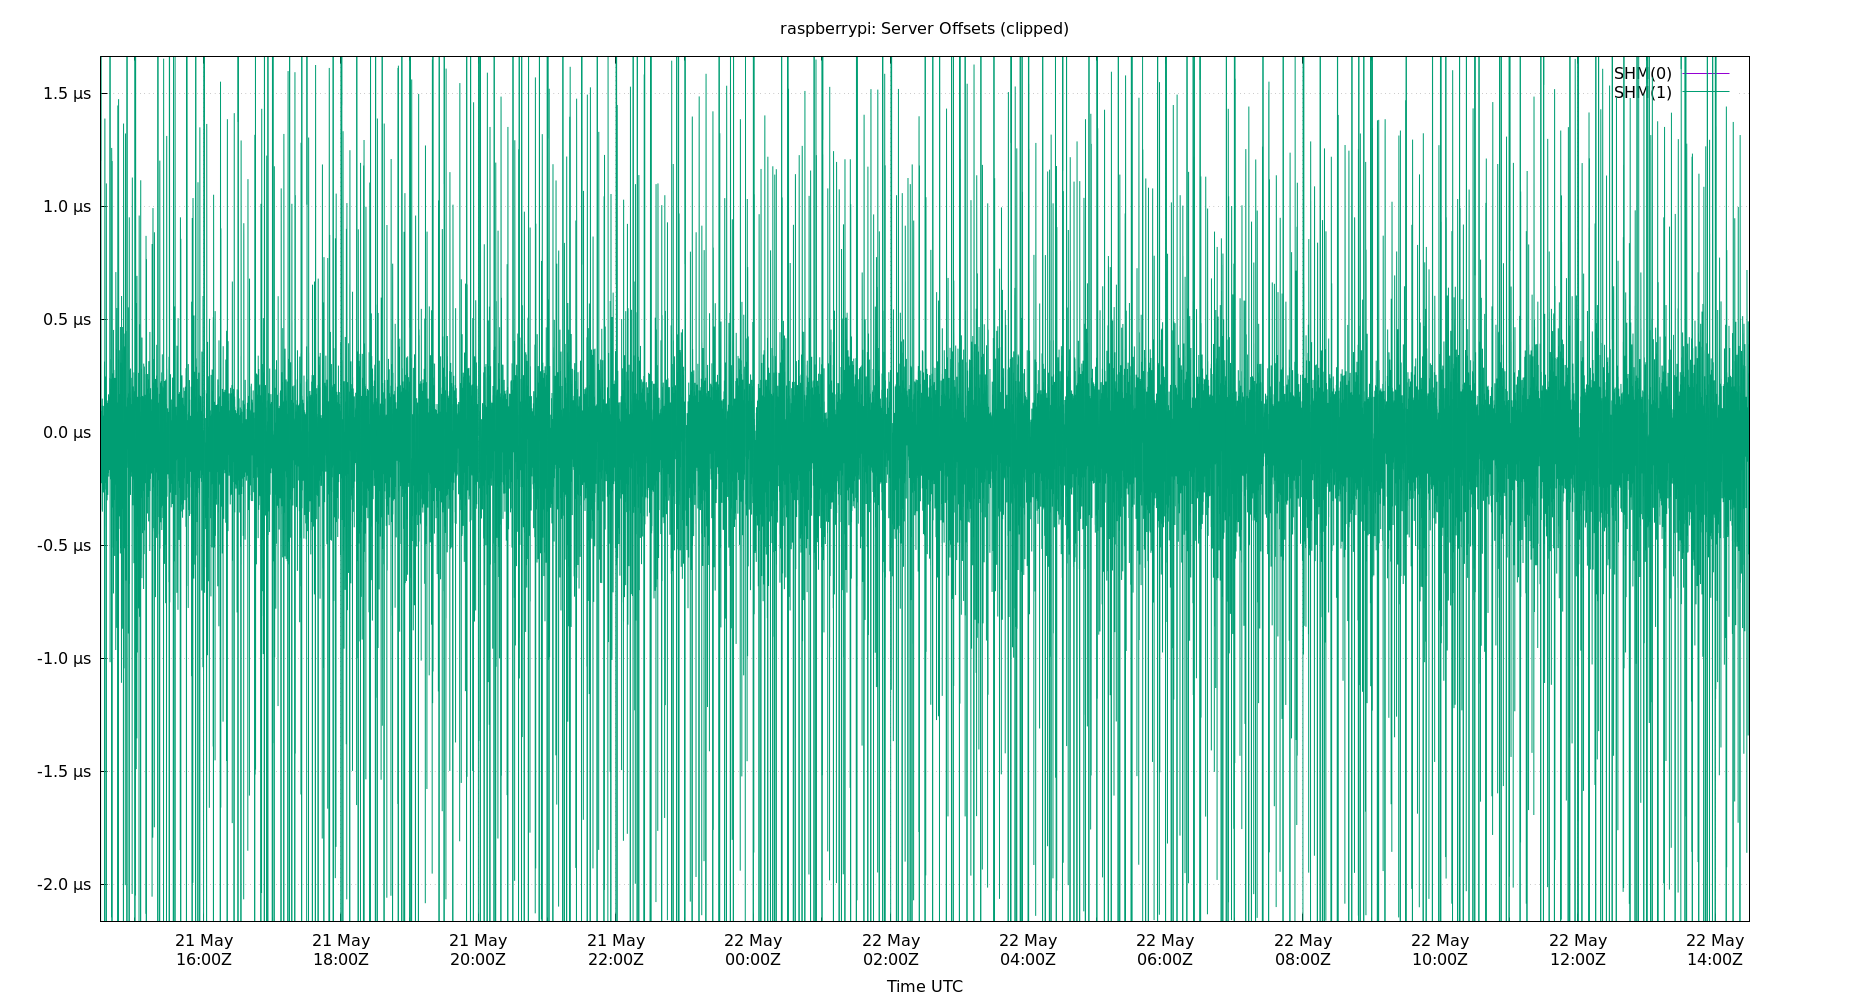 raspberrypi: Server Offsets (clipped)
SHM(0)
SHM(1)
1.5 µs
1.0 µs
0.5 µs
0.0 µs
-0.5 µs
-1.0 µs
-1.5 µs
-2.0 µs
21 May 21 May 21 May 21 May 22 May 22 May 22 May 22 May 22 May 22 May 22 May 22 May
16:00Z 18:00Z 20:00Z 22:00Z 00:00Z 02:00Z 04:00Z 06:00Z 08:00Z 10:00Z 12:00Z 14:00Z
Time UTC